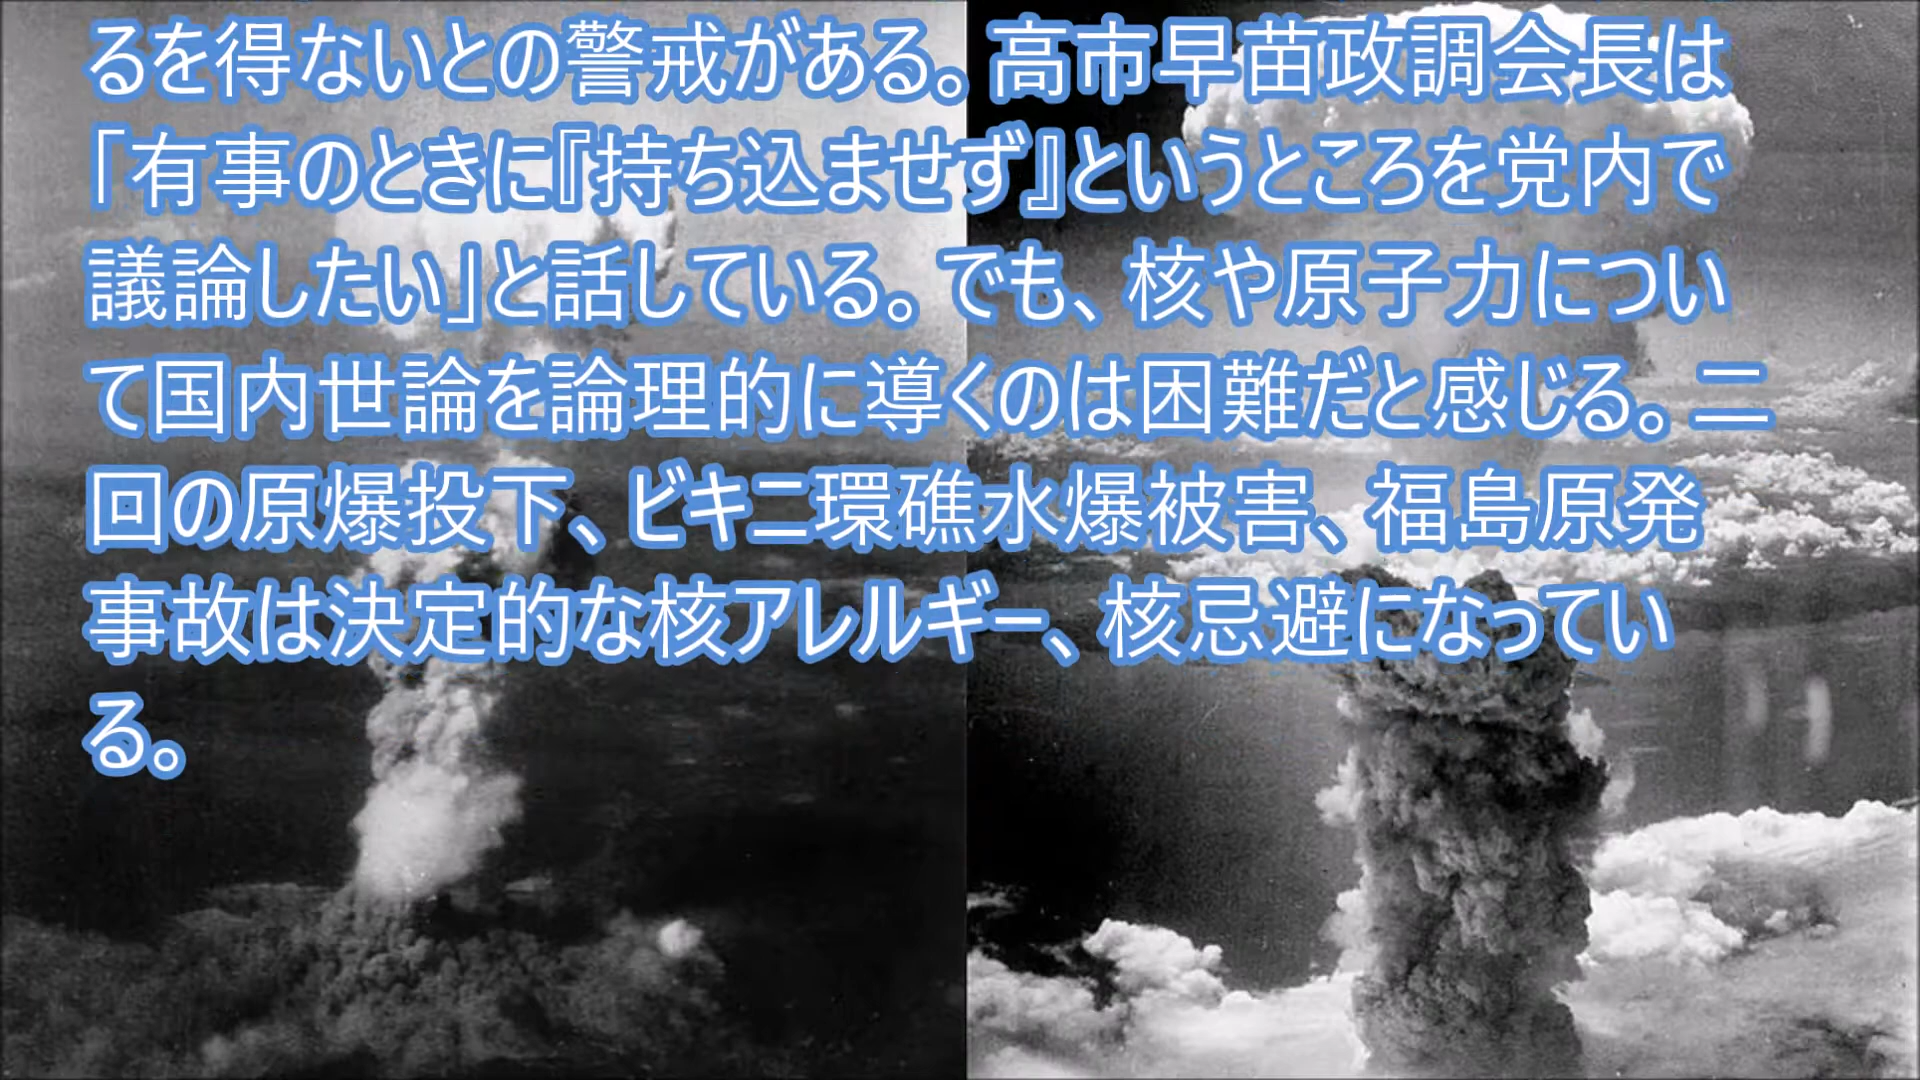 るを得ないとの警戒がある。高市早苗政調会長は
「有事のときに『持ち込ませず』というところを党内で
議論したい」と話している。でも、核や原子力につい
て国内世論を論理的に導くのは困難だと感じる。二
回の原爆投下、ビキニ環礁水爆被害、福島原発
事故は決定的な核アレルギー、核忌避になってい
る。